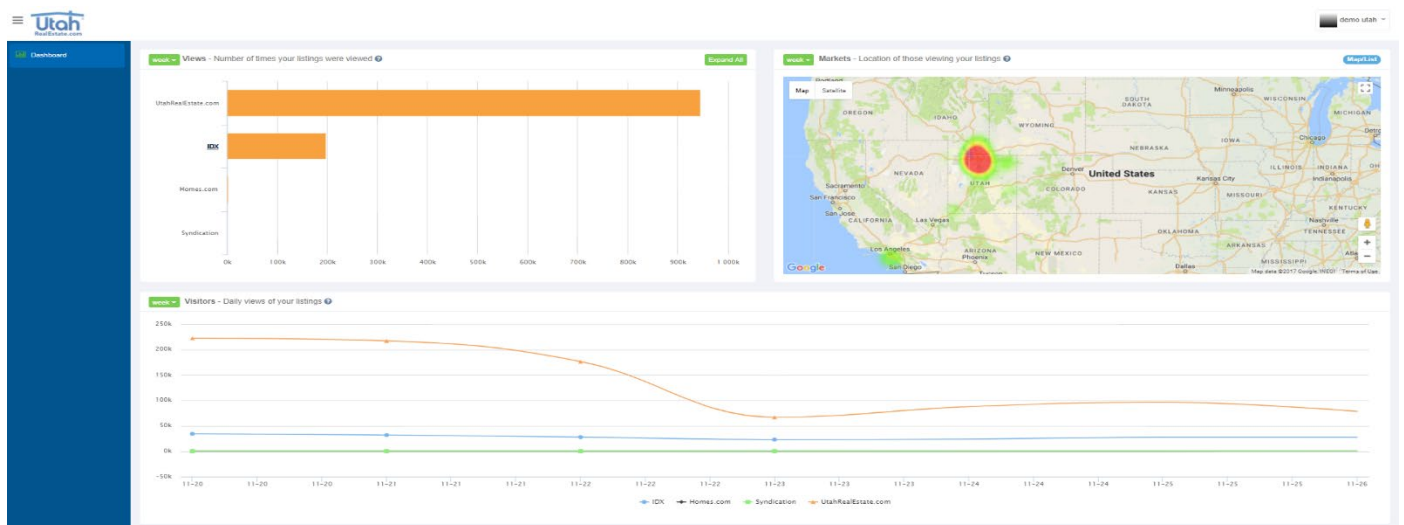 Utah
RealEstate.com
demo utah
Dashboard
week
Views - Number of times your listings were viewed
Expand All
UtahRealEstate.com
IDX
Homes.com
Syndication
0k 100k 200k 300k 400k 500k 600k 700k 800k 900k 1 000k
week
Markets - Location of those viewing your listings
Map/List
Map Satellite
Portland
Minneapolis
OREGON
IDAHO
SOUTH
DAKOTA
WISCONSIN
MICHIGAN
WYOMING
Detro
IOWA
Chicago
NEBRASKA
NEVADA
UTAH
Denver
United States
ILLINOIS INDIANA OH
Indianapolis
Kansas City
Sacramento
COLORADO
KANSAS
MISSOURI
San Francisco
San Jose
KENTUCKY
CALIFORNIA
Las Vegas
Nashville
OKLAHOMA
TENNESSEE
ARKANSAS
Los Angeles
ARIZONA
Phoenix
NEW MEXICO
Atla
MISSISSIPPI
Google
San Diego
Tucson
Dallas
Map data ©2017 Google, INEGI Terms of Use
week
Visitors - Daily views of your listings
250k
200k
150k
100k
50k
0k
-50k
11-20 11-20 11-20 11-21 11-21 11-21 11-22 11-22 11-22 11-23 11-23 11-23 11-24 11-24 11-24 11-25 11-25 11-25 11-26
IDX Homes.com Syndication UtahRealEstate.com